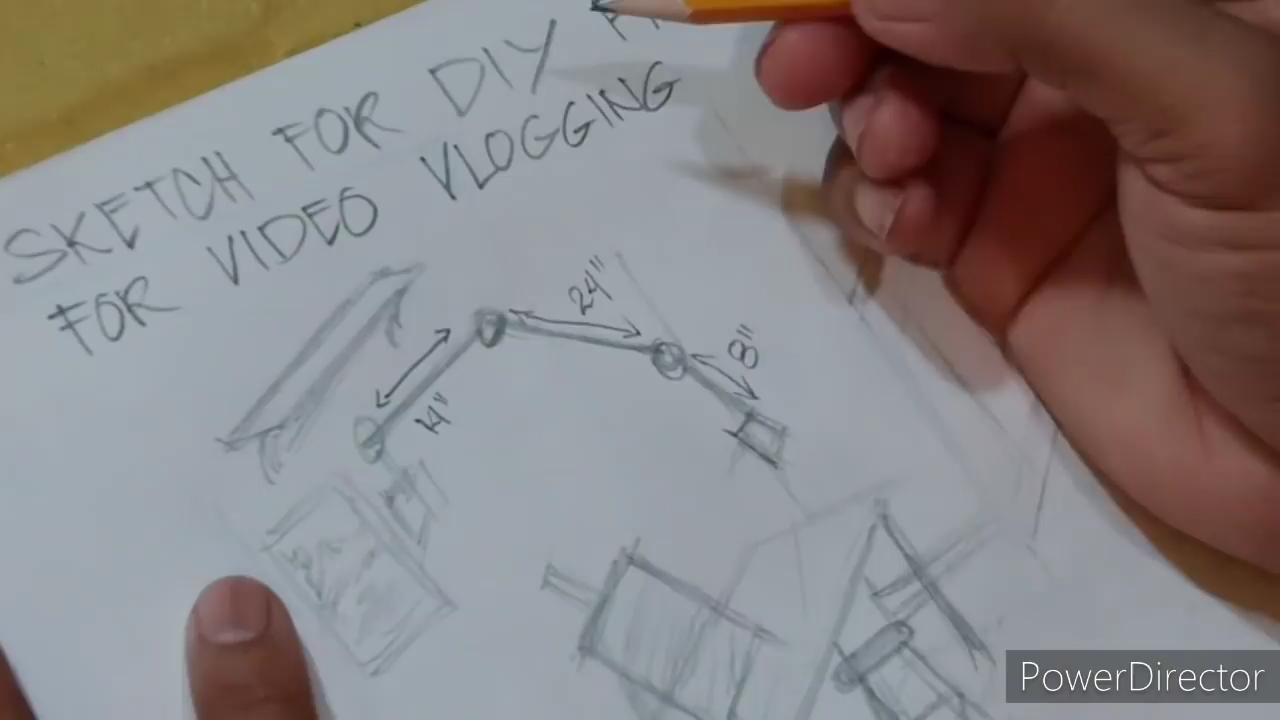 SKETCH FOR DIY
FOR VIDEO VLOGGING
24"
8"
14"
PowerDirector